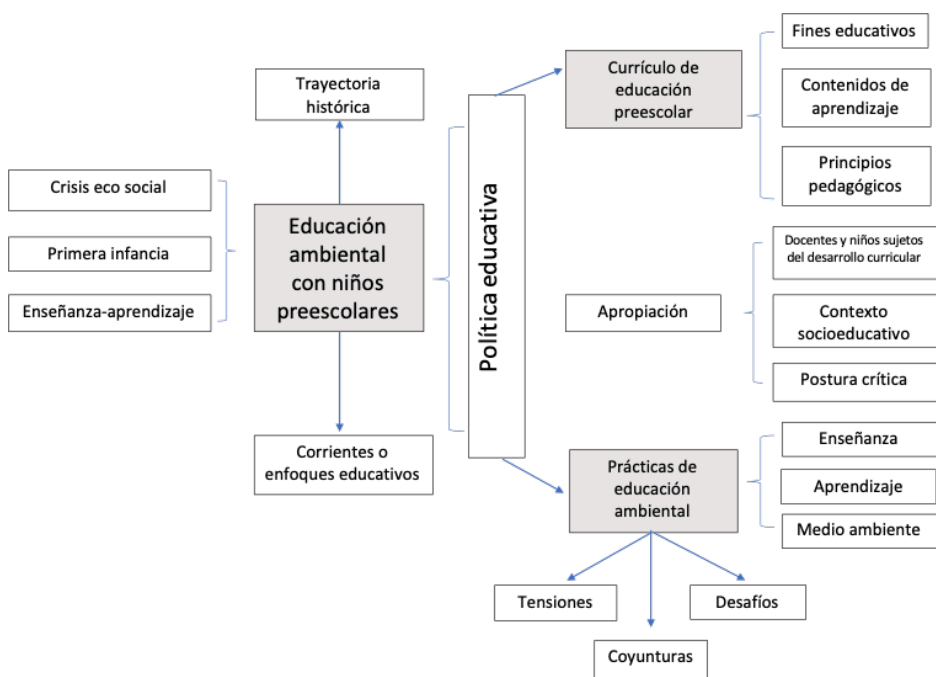 Trayectoria
histórica
Crisis eco social
Primera infancia
Enseñanza-aprendizaje
Educación
ambiental
con niños
preescolares
Corrientes o
enfoques educativos
Política educativa
Currículo de
educación
preescolar
Fines educativos
Contenidos de
aprendizaje
Principios
pedagógicos
Apropiación
Docentes y niños sujetos
del desarrollo curricular
Contexto
socioeducativo
Postura crítica
Prácticas de
educación
ambiental
Enseñanza
Aprendizaje
Medio ambiente
Tensiones
Coyunturas
Desafíos